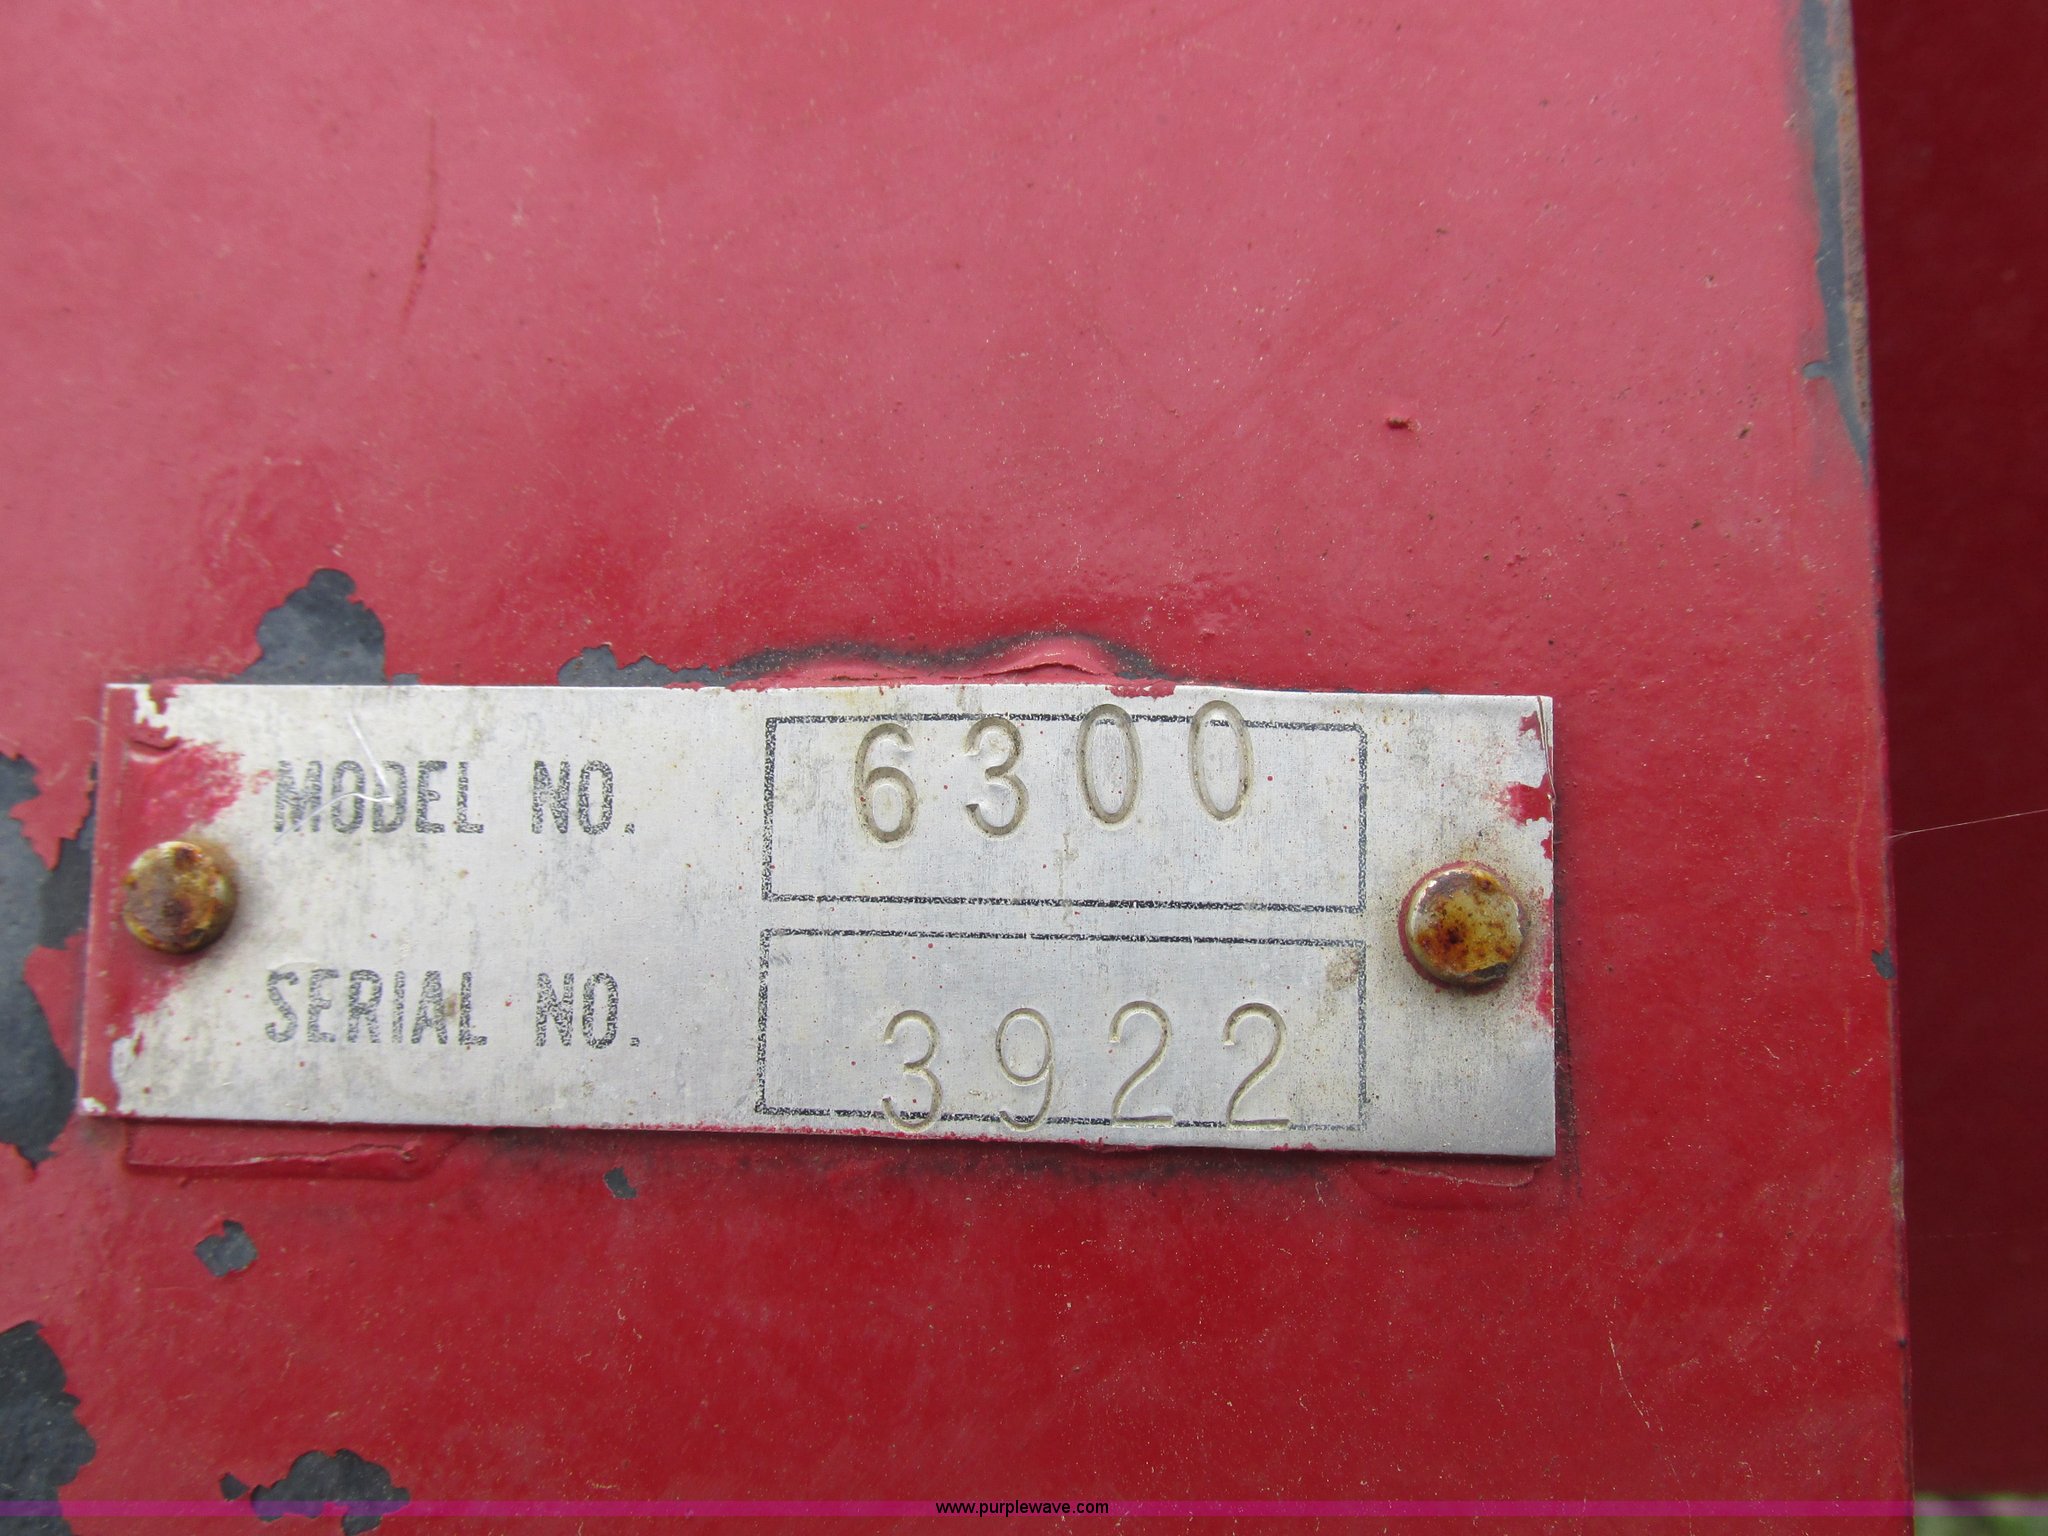 MODEL NO. 6300
SERIAL NO. 3922
www.purplewave.com